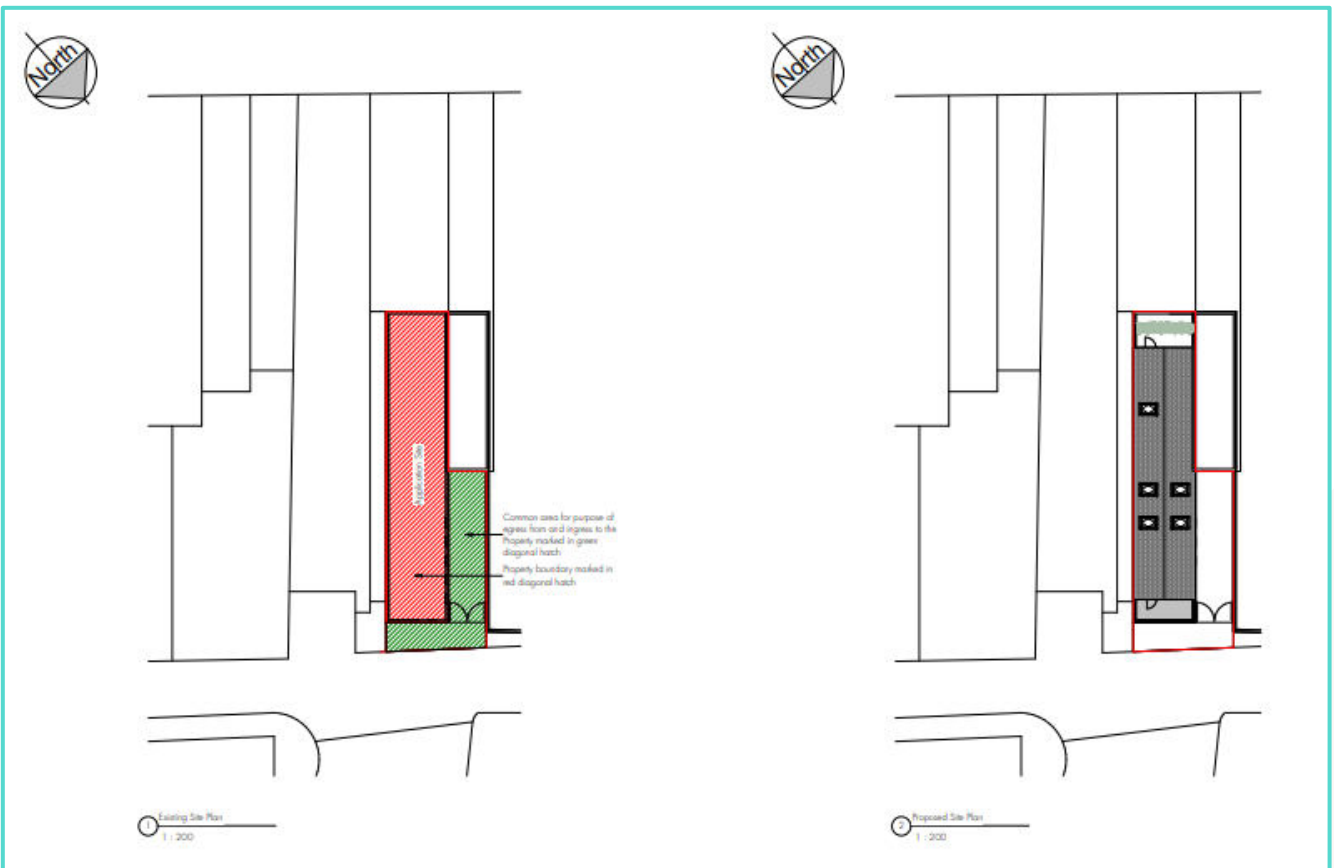 North
North
Application Site
Common area for purpose of
egress from and ingress to the
Property marked in green
diagonal hatch
Property boundary marked in
red diagonal hatch
1
Existing Site Plan
1 : 200
2
Proposed Site Plan
1 : 200